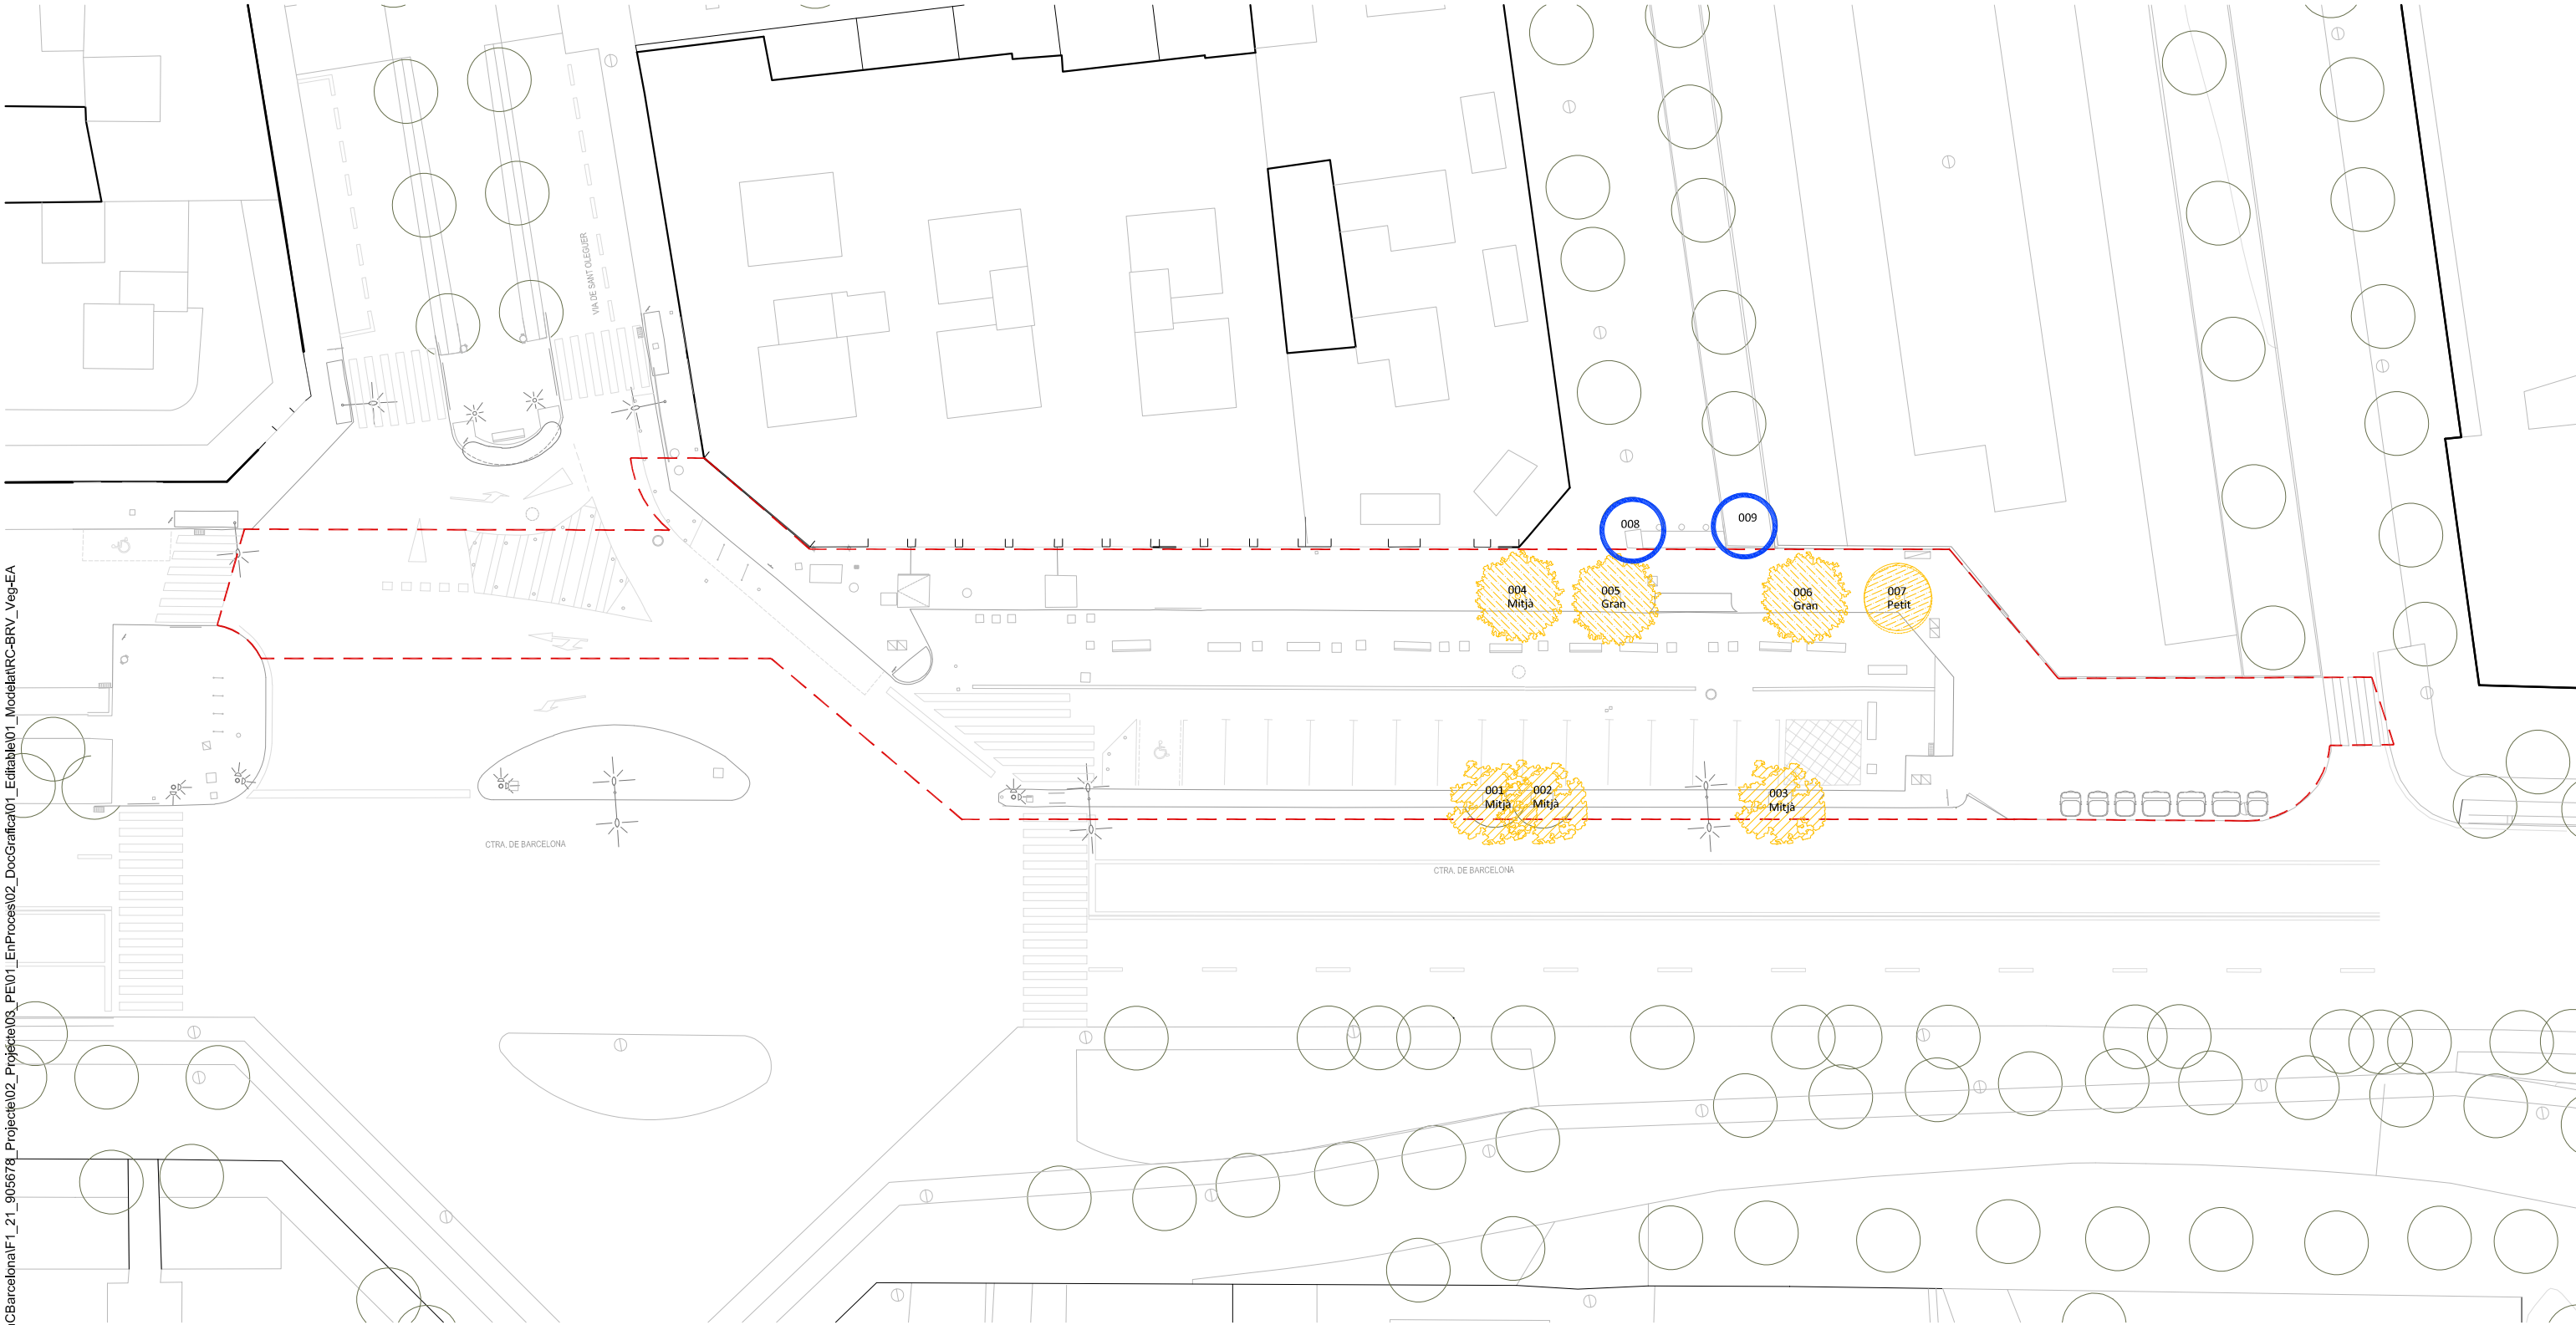 VIA DE SANT OLEGUER
008
009
004
Mitjà
005
Gran
006
Gran
007
Petit
001
Mitjà
002
Mitjà
003
Mitjà
CTRA. DE BARCELONA
CTRA. DE BARCELONA
CBarcelona\F1_21_905678_Projecte\02_Projecte\03_PE\01_EnProces\02_DocGrafica\01_Editable\01_Modelat\RC-BRV_Veg-EA